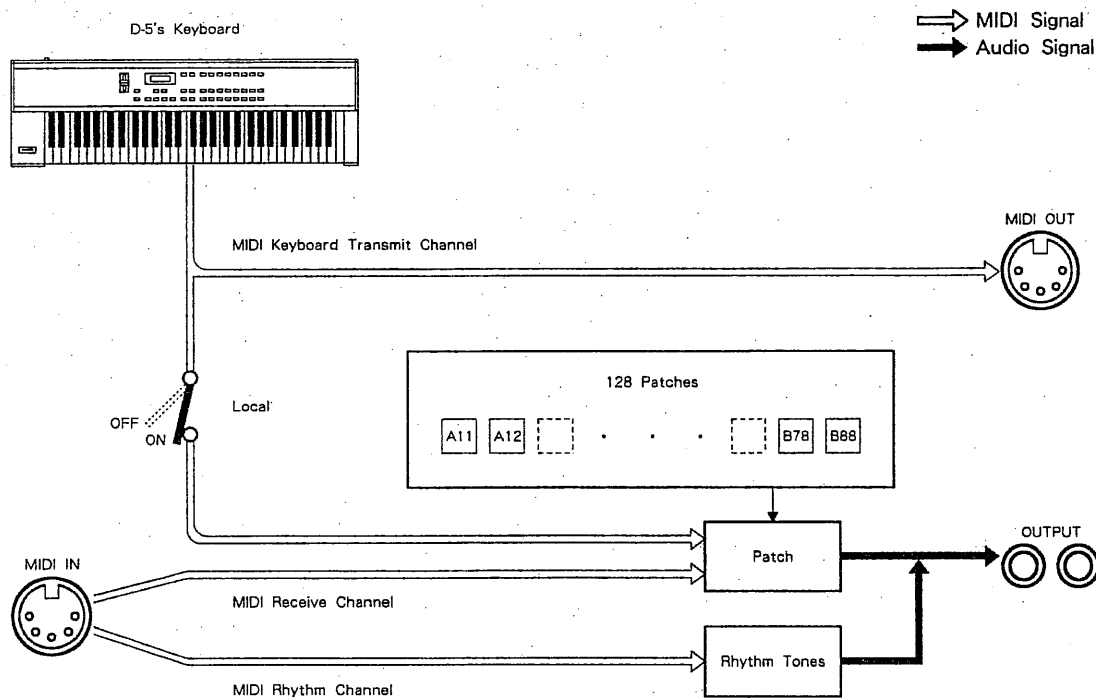 D-5's Keyboard
MIDI Signal
Audio Signal
MIDI Keyboard Transmit Channel
MIDI OUT
128 Patches
A11 A12 B78 B88
OFF
ON
Local
Patch
OUTPUT
MIDI IN
MIDI Receive Channel
Rhythm Tones
MIDI Rhythm Channel